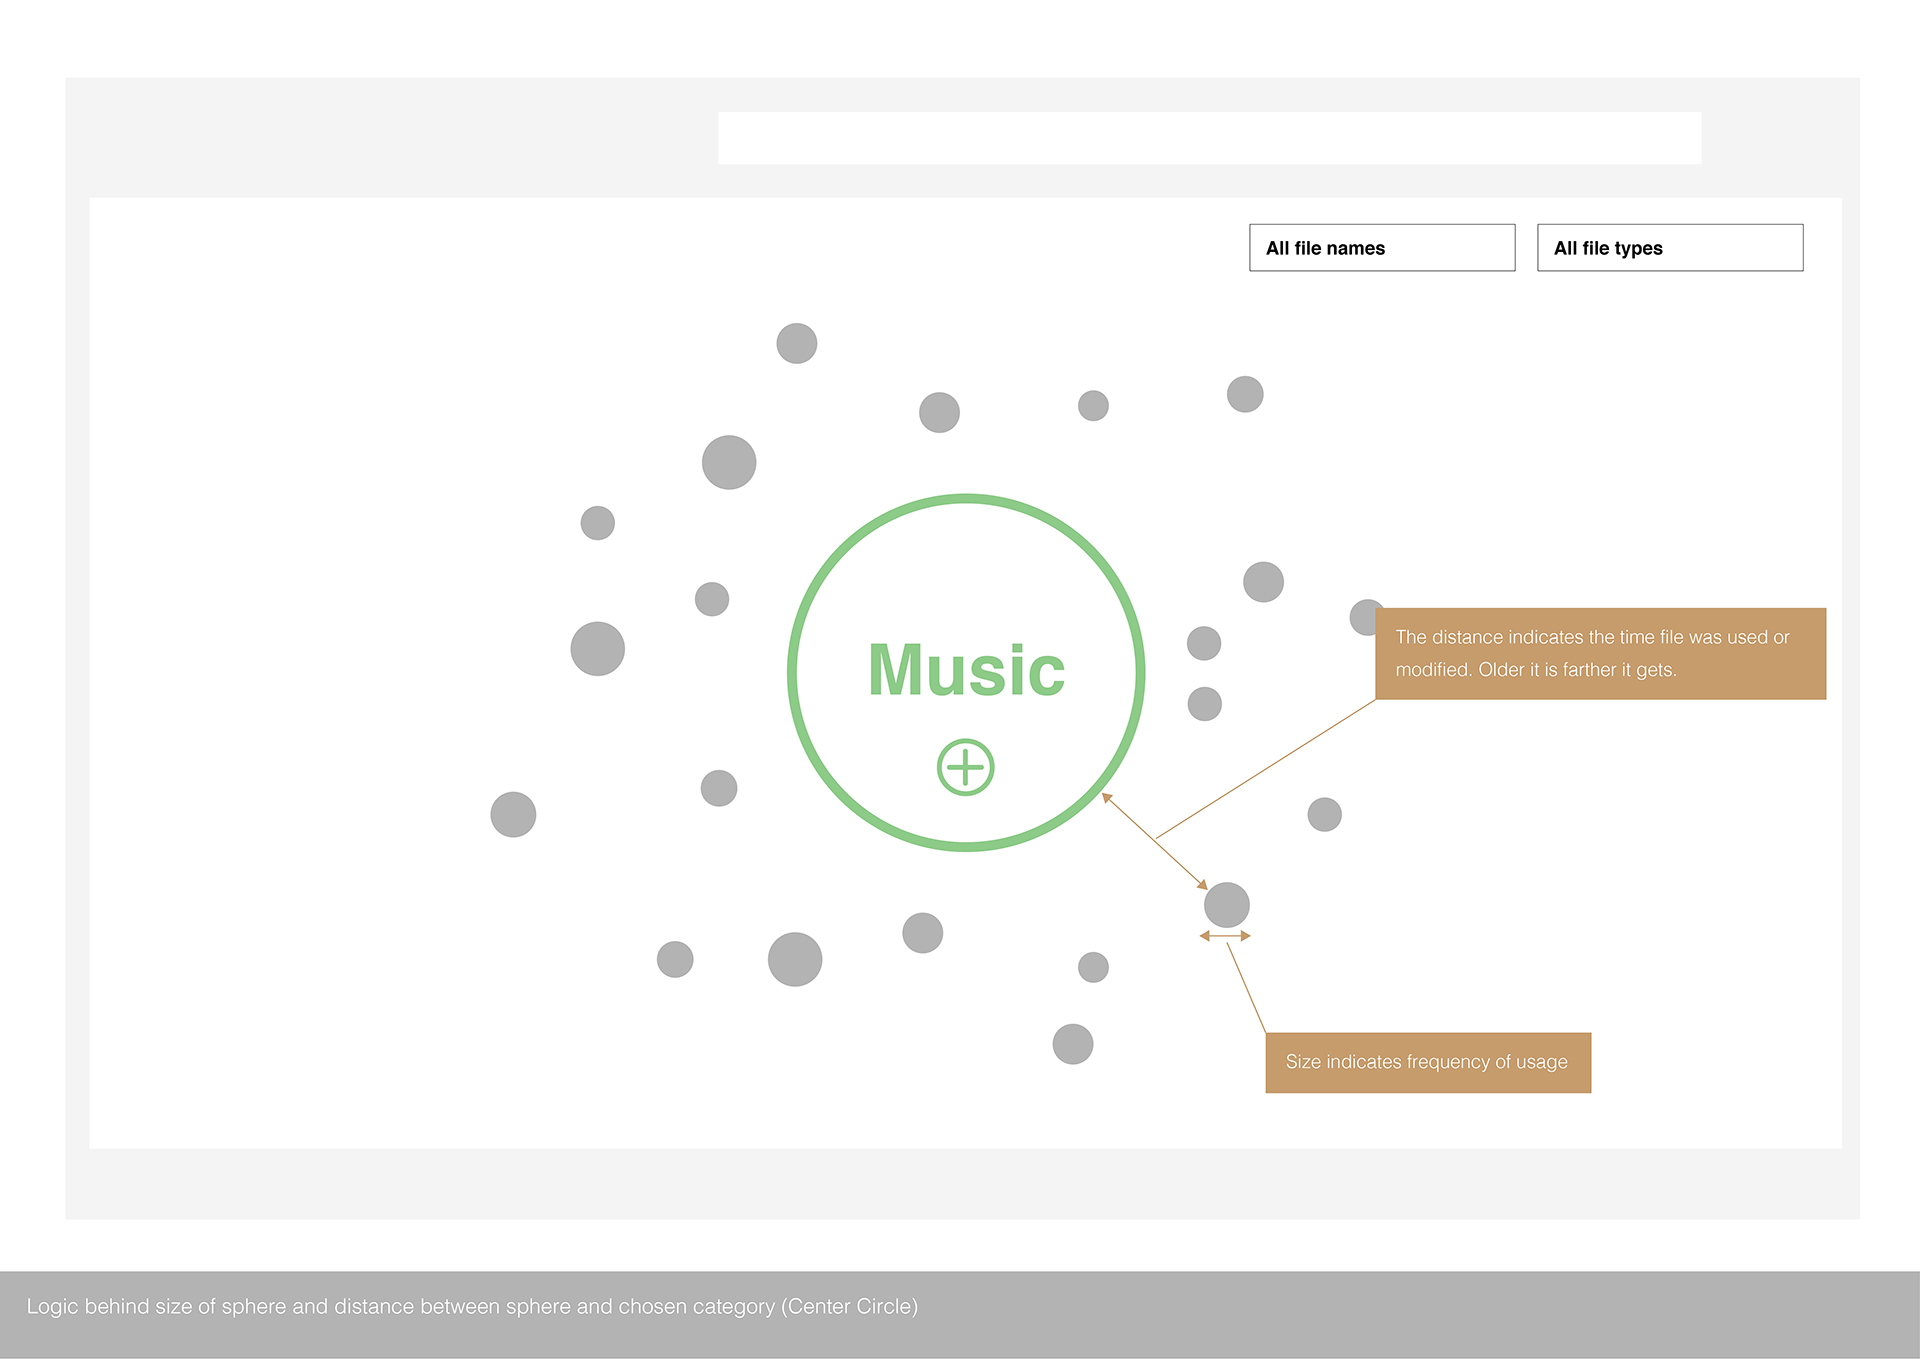 All file names
All file types
Music
The distance indicates the time file was used or
modified. Older it is farther it gets.
Size indicates frequency of usage
Logic behind size of sphere and distance between sphere and chosen category (Center Circle)